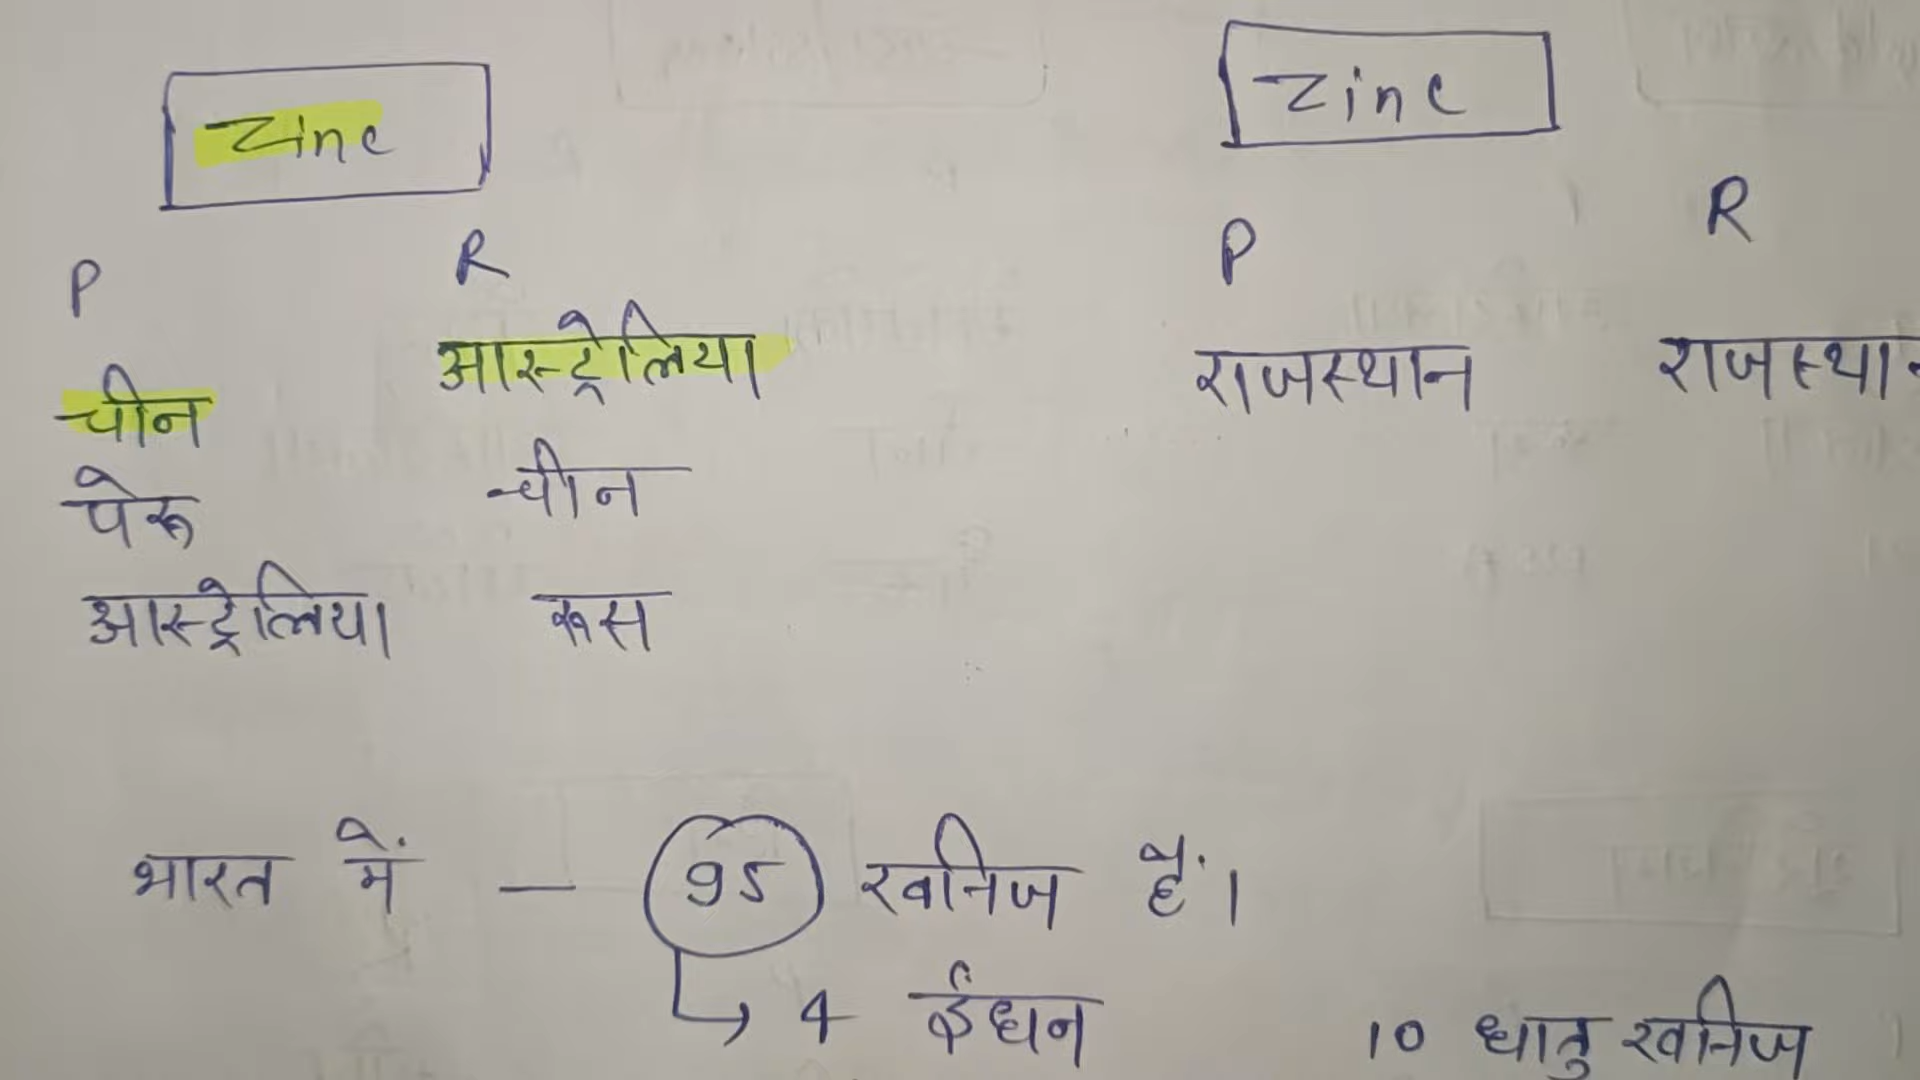 Zinc
Zinc
P
R
P
R
चीन
आस्ट्रेलिया
राजस्थान
पेरू
चीन
आस्ट्रेलिया
रूस
भारत में — 95 खनिज हैं।
→ 4 ईंधन
10 धातु खनिज